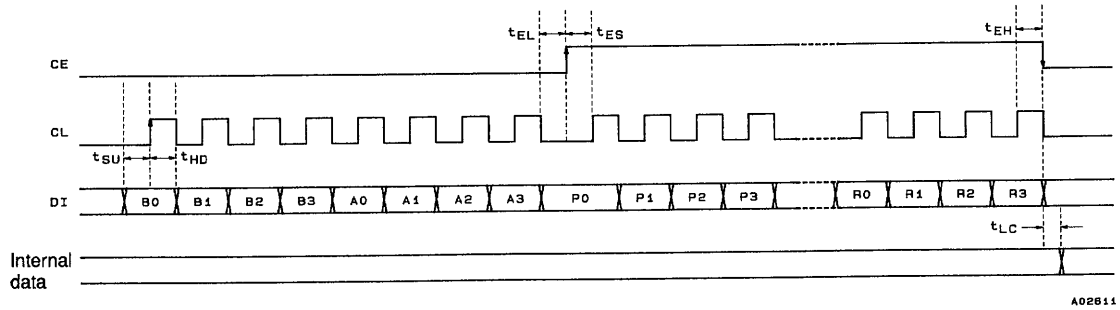 tEL tES tEH
CE
CL
tSU tHD
DI B0 B1 B2 B3 A0 A1 A2 A3 P0 P1 P2 P3 R0 R1 R2 R3
tLC
Internal
data
A02611